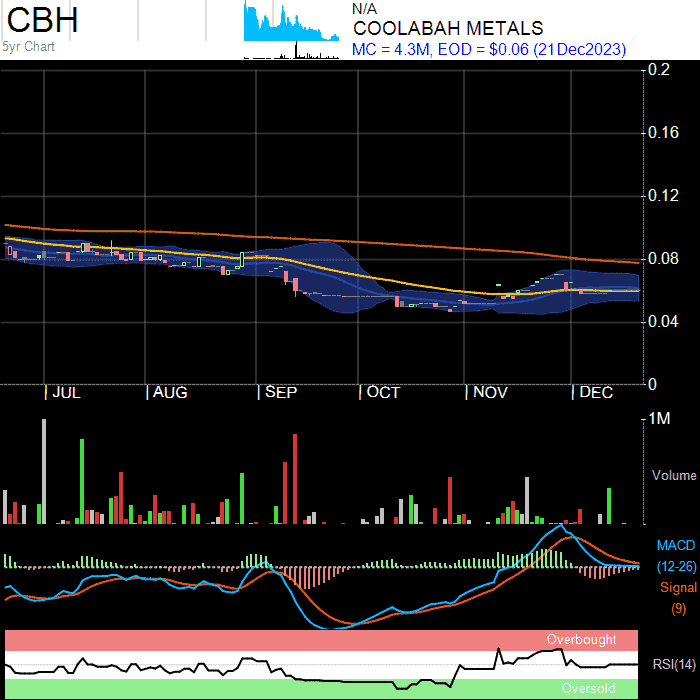 CBH
5yr Chart
N/A
COOLABAH METALS
MC = 4.3M, EOD = $0.06 (21Dec2023)
0.2
0.16
0.12
0.08
0.04
0
JUL
AUG
SEP
OCT
NOV
DEC
1M
Volume
MACD
(12-26)
Signal
(9)
Overbought
RSI(14)
Oversold